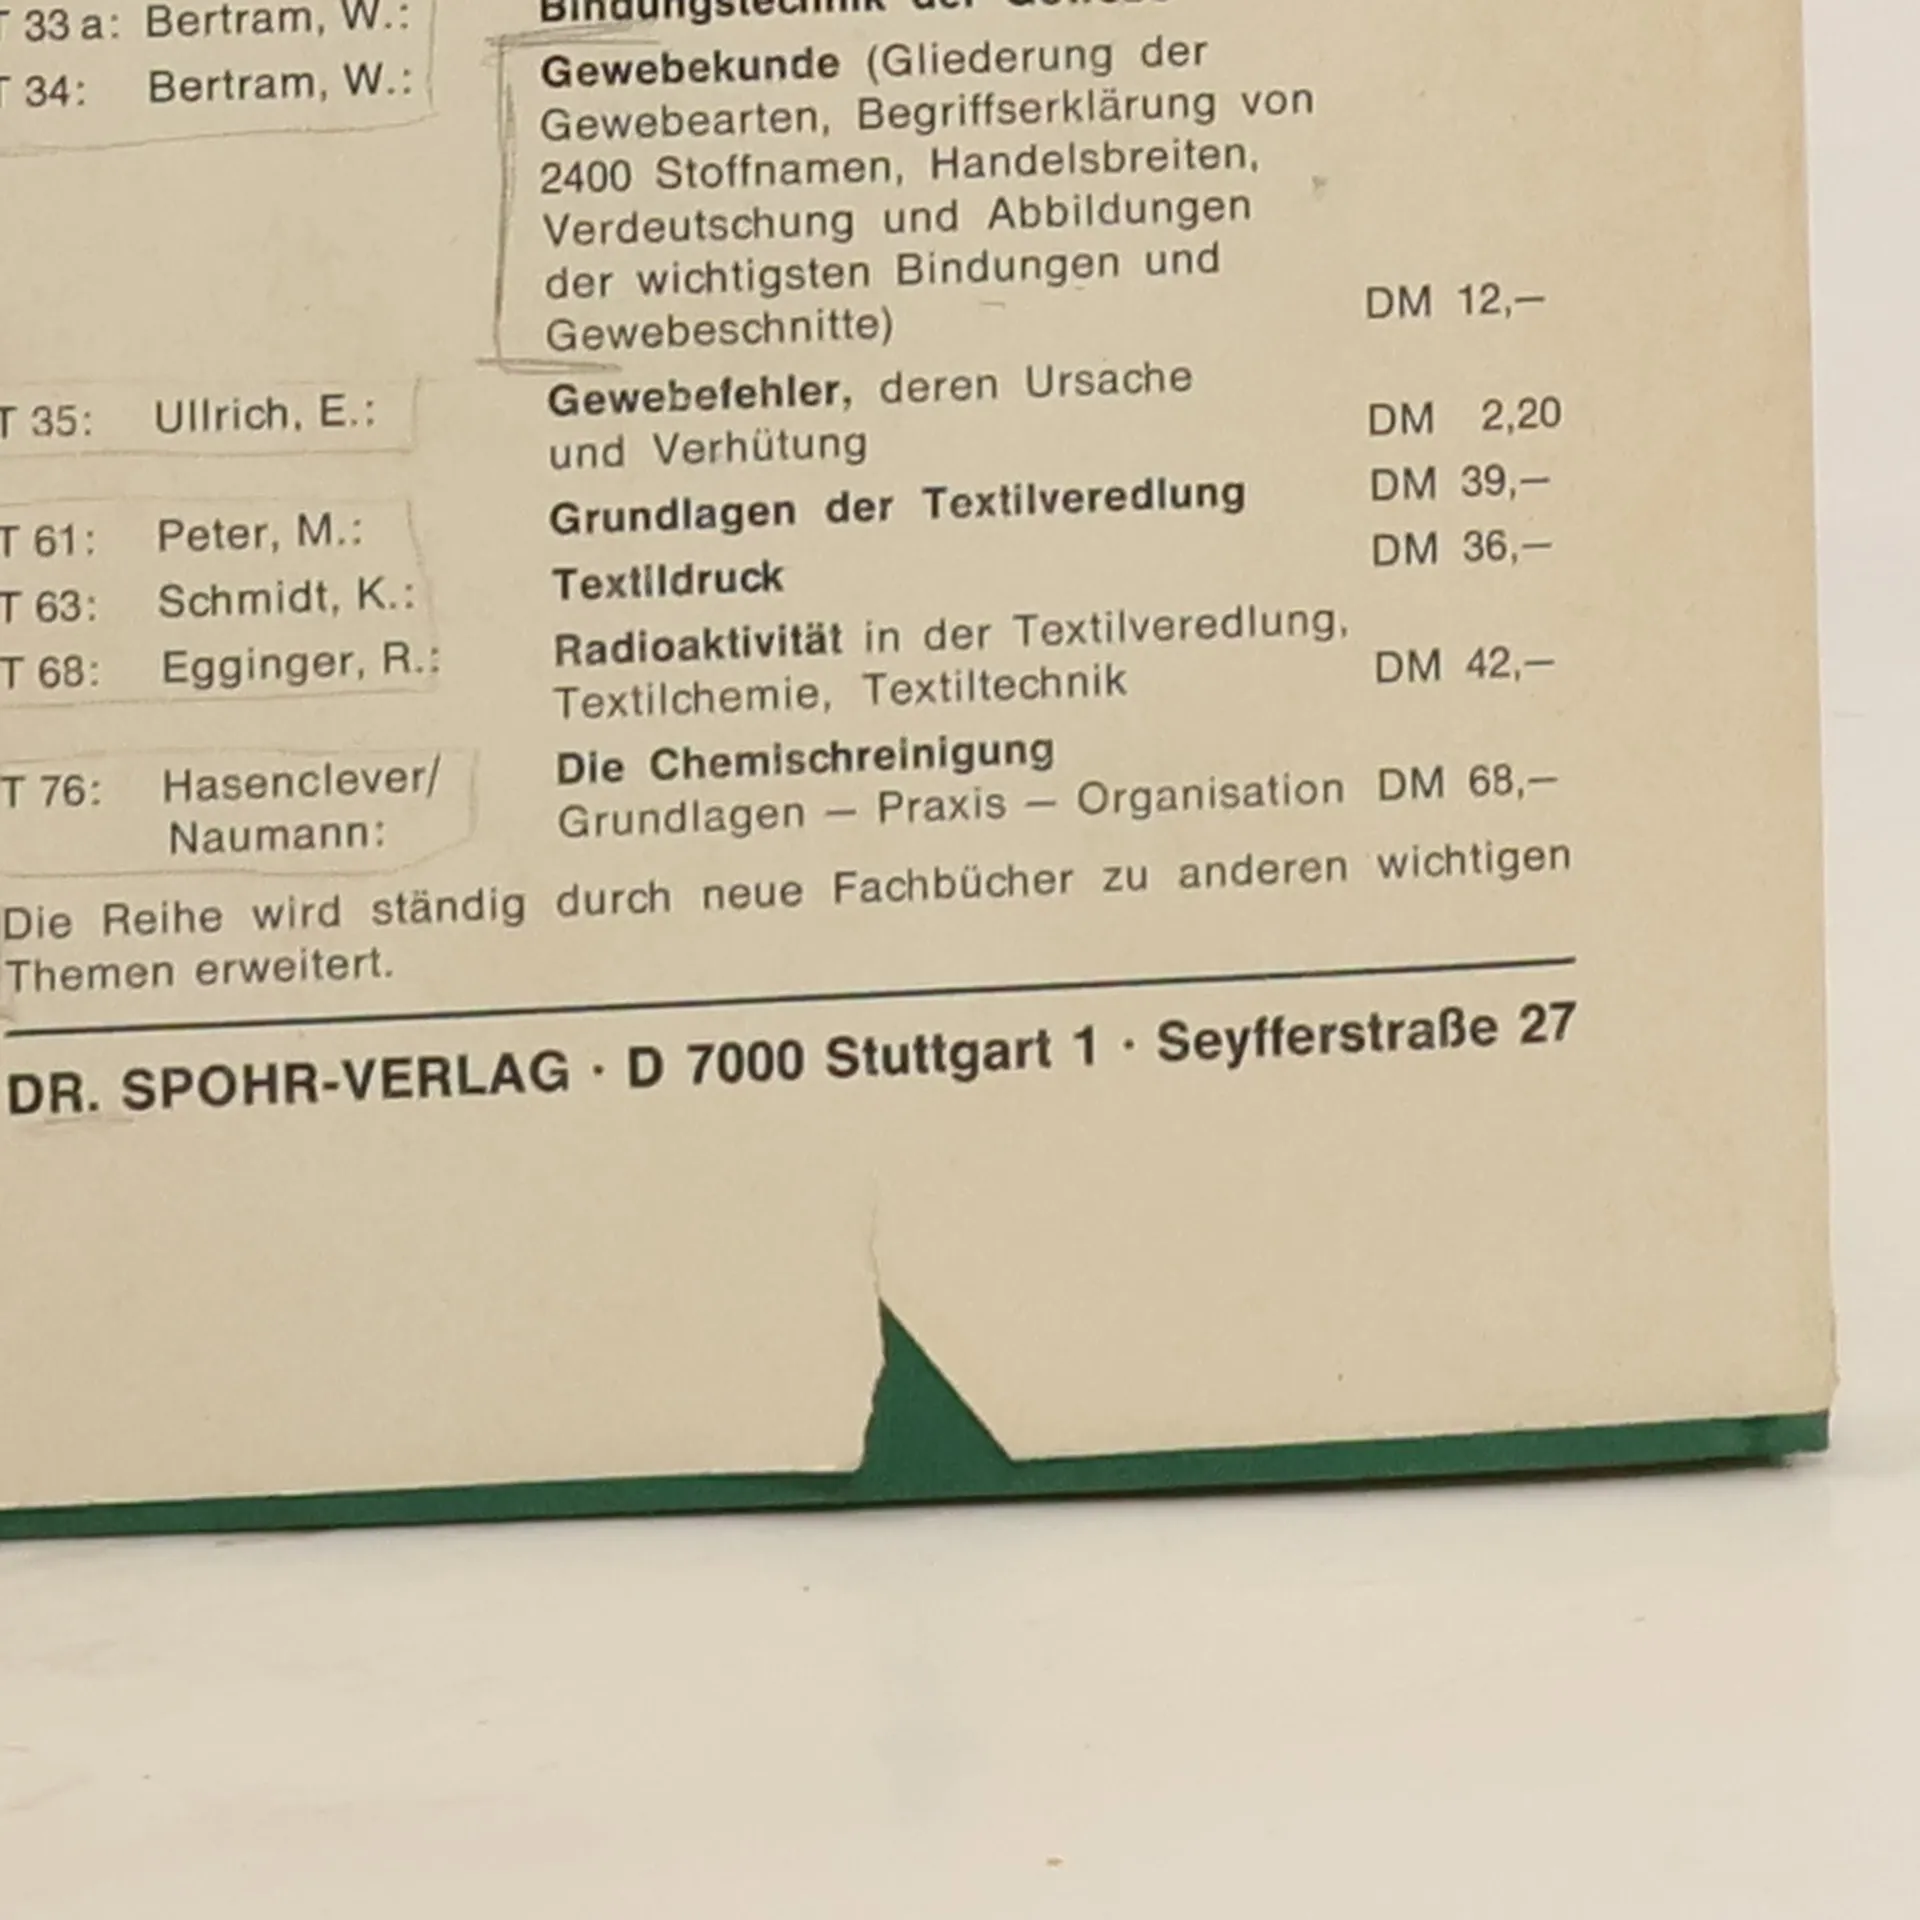 T 33 a: Bertram, W.: Bindungstechnik der
T 34: Bertram, W.: Gewebekunde (Gliederung der
Gewebearten, Begriffserklärung von
2400 Stoffnamen, Handelsbreiten,
Verdeutschung und Abbildungen
der wichtigsten Bindungen und
Gewebeschnitte) DM 12,—
T 35: Ullrich, E.: Gewebefehler, deren Ursache
und Verhütung DM 2,20
T 61: Peter, M.: Grundlagen der Textilveredlung DM 39,—
T 63: Schmidt, K.: Textildruck DM 36,—
T 68: Egginger, R.: Radioaktivität in der Textilveredlung,
Textilchemie, Textiltechnik DM 42,—
T 76: Hasenclever/ Die Chemischreinigung
Naumann: Grundlagen — Praxis — Organisation DM 68,—
Die Reihe wird ständig durch neue Fachbücher zu anderen wichtigen
Themen erweitert.
DR. SPOHR-VERLAG · D 7000 Stuttgart 1 · Seyfferstraße 27